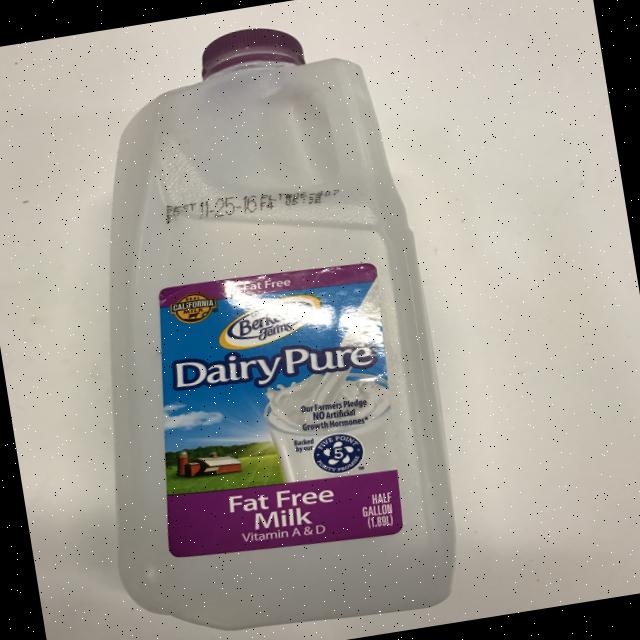 BEST 11-25-16
Fat Free
REAL
CALIFORNIA
MILK
Berkeley
farms
DairyPure
Our Farmers Pledge
NO Artificial
Growth Hormones*
Backed
by our
FIVE POINT
5
PURITY PROMISE
Fat Free
Milk
Vitamin A & D
HALF
GALLON
(1.89L)